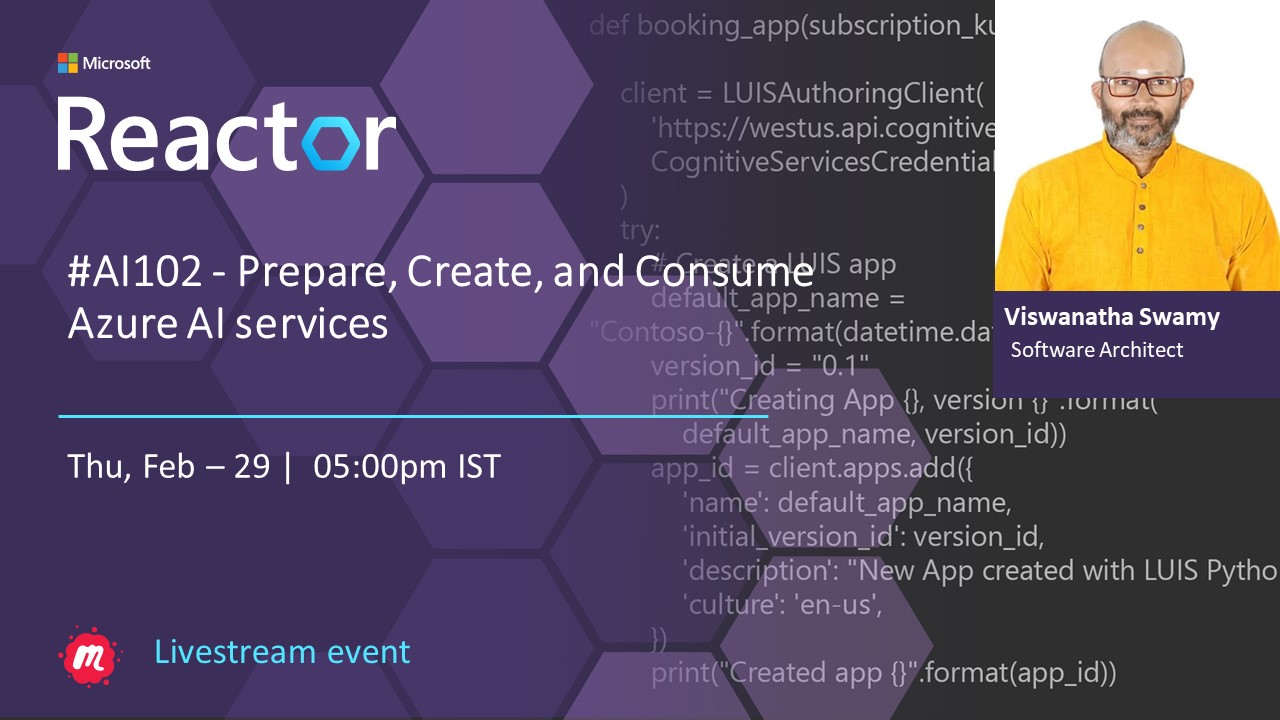 Microsoft
Reactor
#AI102 - Prepare, Create, and Consume
Azure AI services
Thu, Feb – 29 | 05:00pm IST
m
Livestream event
Viswanatha Swamy
Software Architect
def booking_app(subscription_
client = LUISAuthoringClient(
'https://westus.api.cognitive
CognitiveServicesCredential
)
try:
# Create a LUIS app
default_app_name =
"Contoso-{}".format(datetime.dat
version_id = "0.1"
print("Creating App {}, version {}".format(
default_app_name, version_id))
app_id = client.apps.add({
'name': default_app_name,
'initial_version_id': version_id,
'description': "New App created with LUIS Pytho
'culture': 'en-us',
})
print("Created app {}".format(app_id))